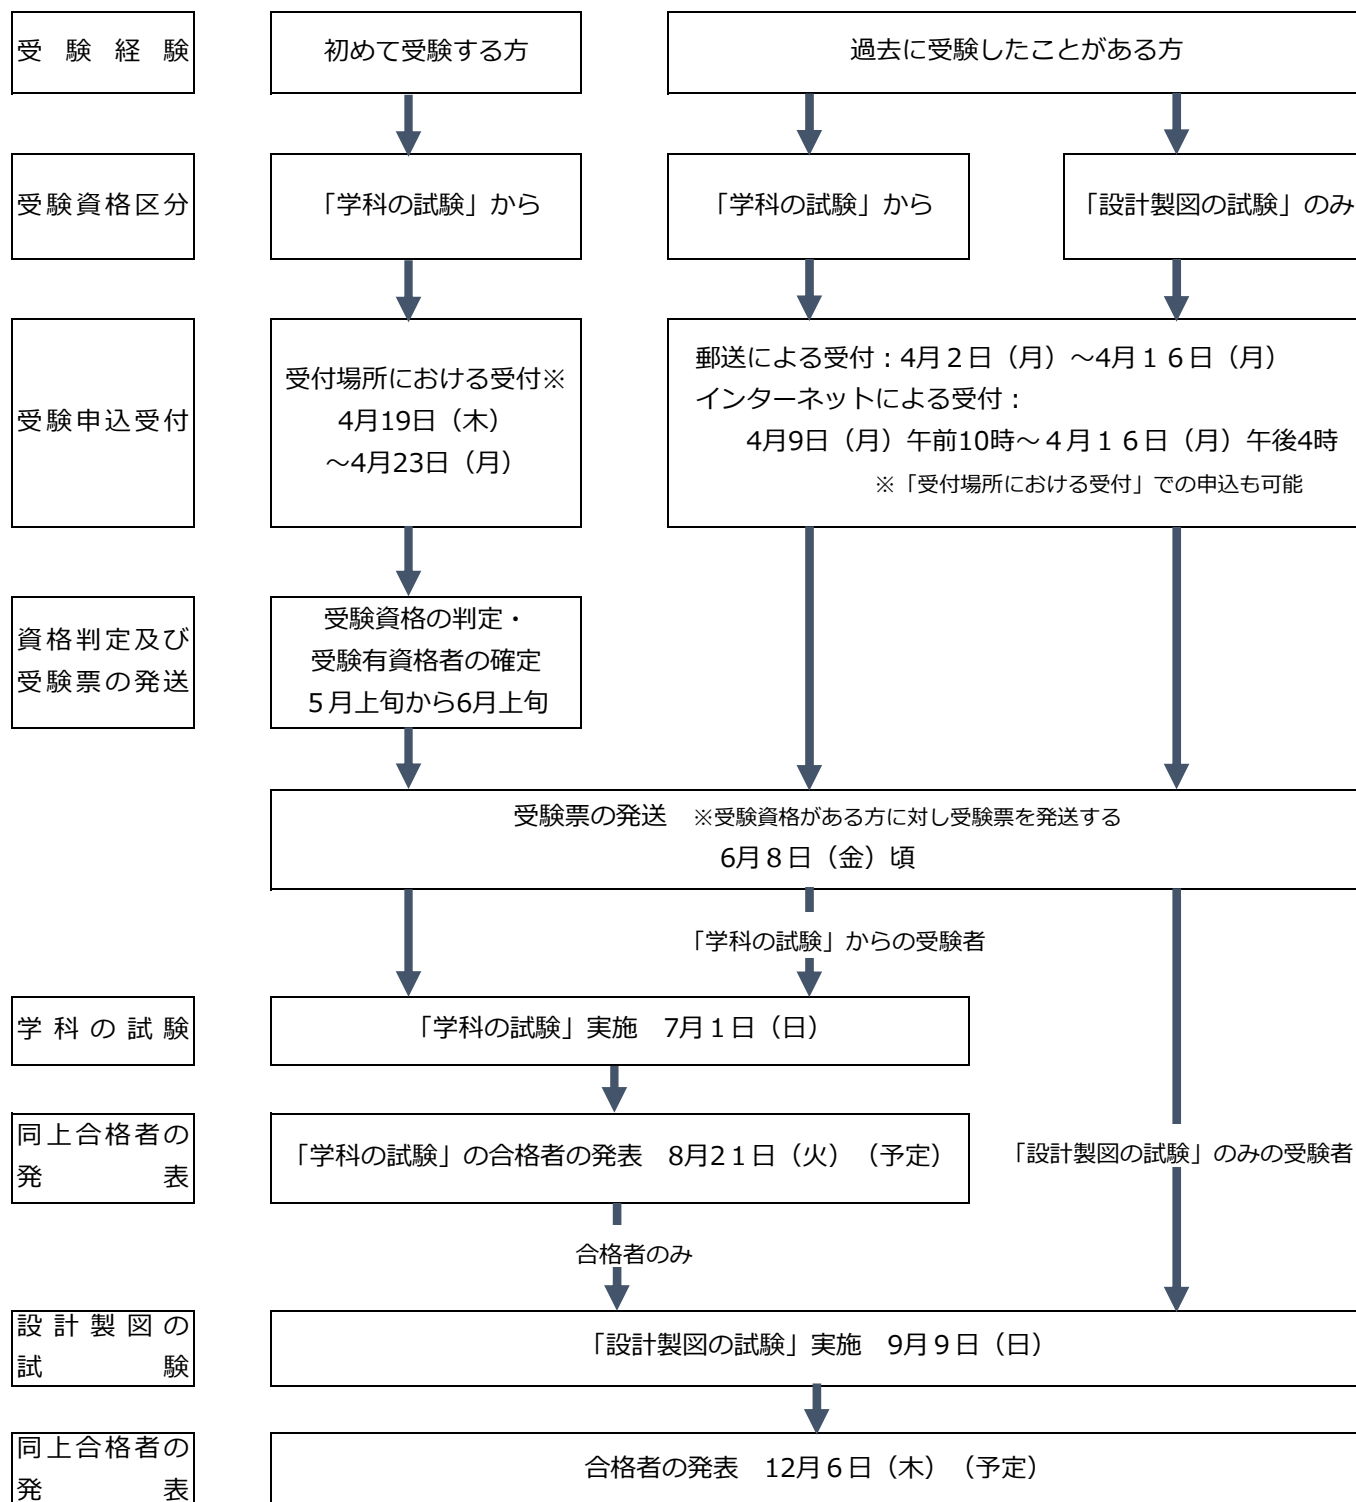 受験経験
初めて受験する方
過去に受験したことがある方
受験資格区分
「学科の試験」から
「学科の試験」から
「設計製図の試験」のみ
受験申込受付
受付場所における受付※
4月19日（木）
～4月23日（月）
郵送による受付：4月２日（月）～4月１６日（月）
インターネットによる受付：
4月9日（月）午前10時～４月１６日（月）午後4時
※「受付場所における受付」での申込も可能
資格判定及び
受験票の発送
受験資格の判定・
受験有資格者の確定
５月上旬から6月上旬
受験票の発送　※受験資格がある方に対し受験票を発送する
6月８日（金）頃
「学科の試験」からの受験者
学科の試験
「学科の試験」実施　7月１日（日）
同上合格者の
発表
「学科の試験」の合格者の発表　8月2１日（火）（予定）
「設計製図の試験」のみの受験者
合格者のみ
設計製図の
試験
「設計製図の試験」実施　9月９日（日）
同上合格者の
発表
合格者の発表　12月６日（木）（予定）